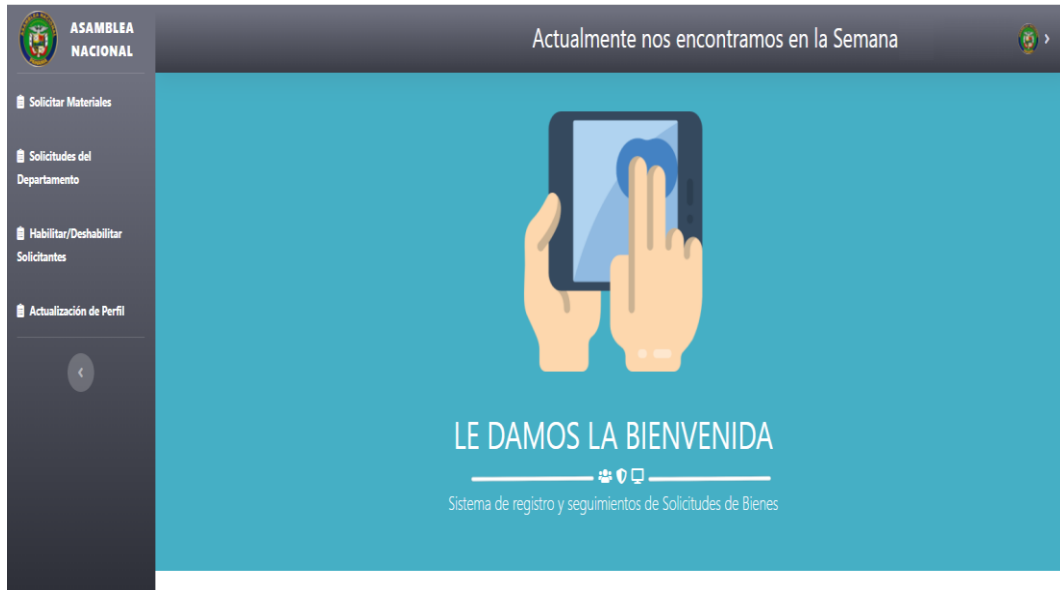 ASAMBLEA
NACIONAL
Actualmente nos encontramos en la Semana
Solicitar Materiales
Solicitudes del
Departamento
Habilitar/Deshabilitar
Solicitantes
Actualización de Perfil
LE DAMOS LA BIENVENIDA
Sistema de registro y seguimientos de Solicitudes de Bienes